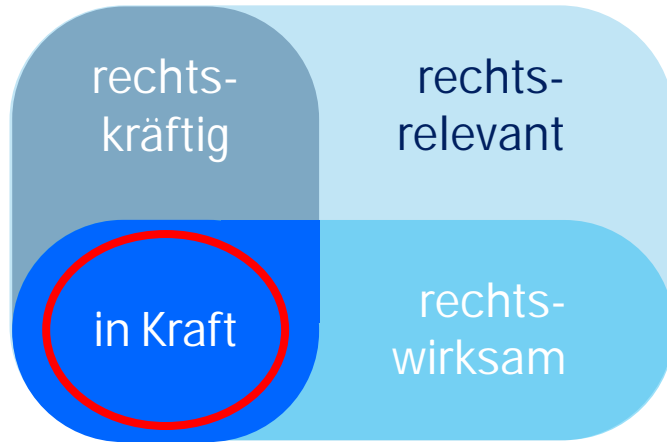 rechts-
kräftig
rechts-
relevant
in Kraft
rechts-
wirksam